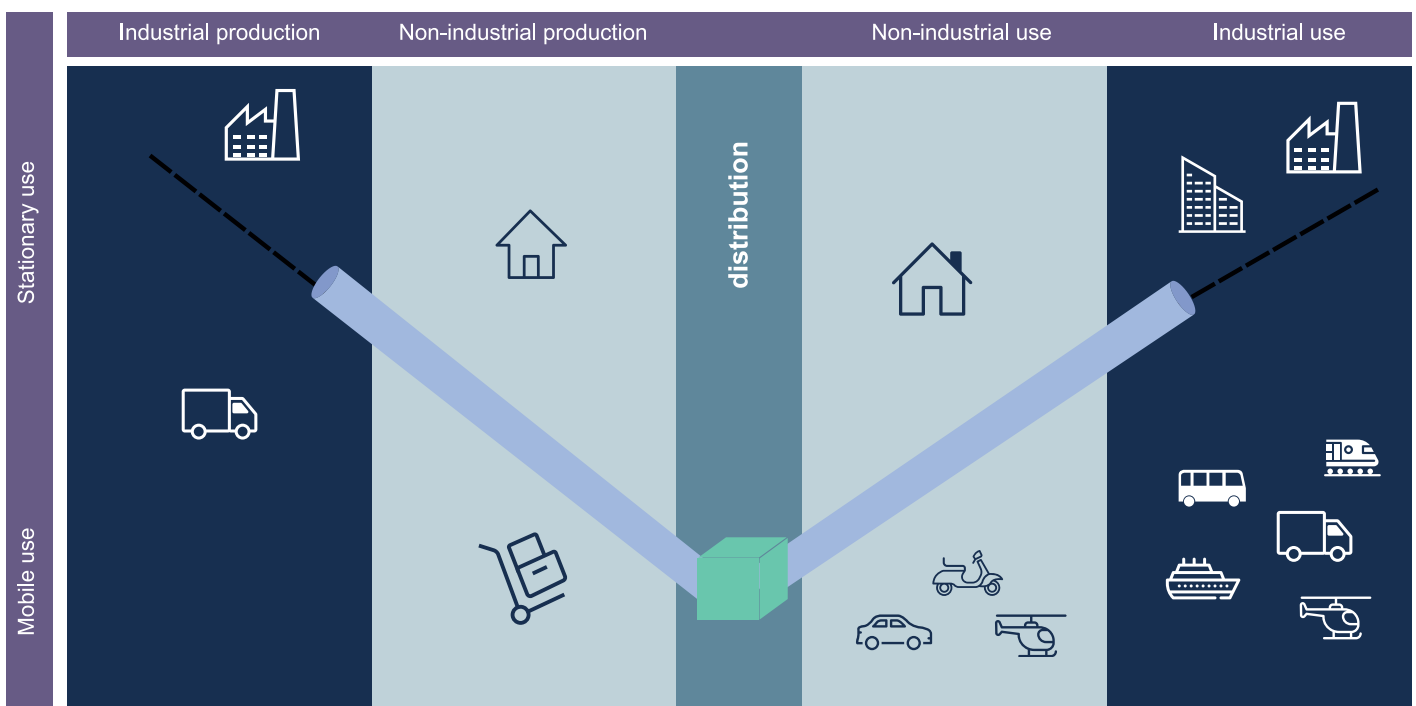 Industrial production
Non-industrial production
Non-industrial use
Industrial use
Stationary use
distribution
Mobile use